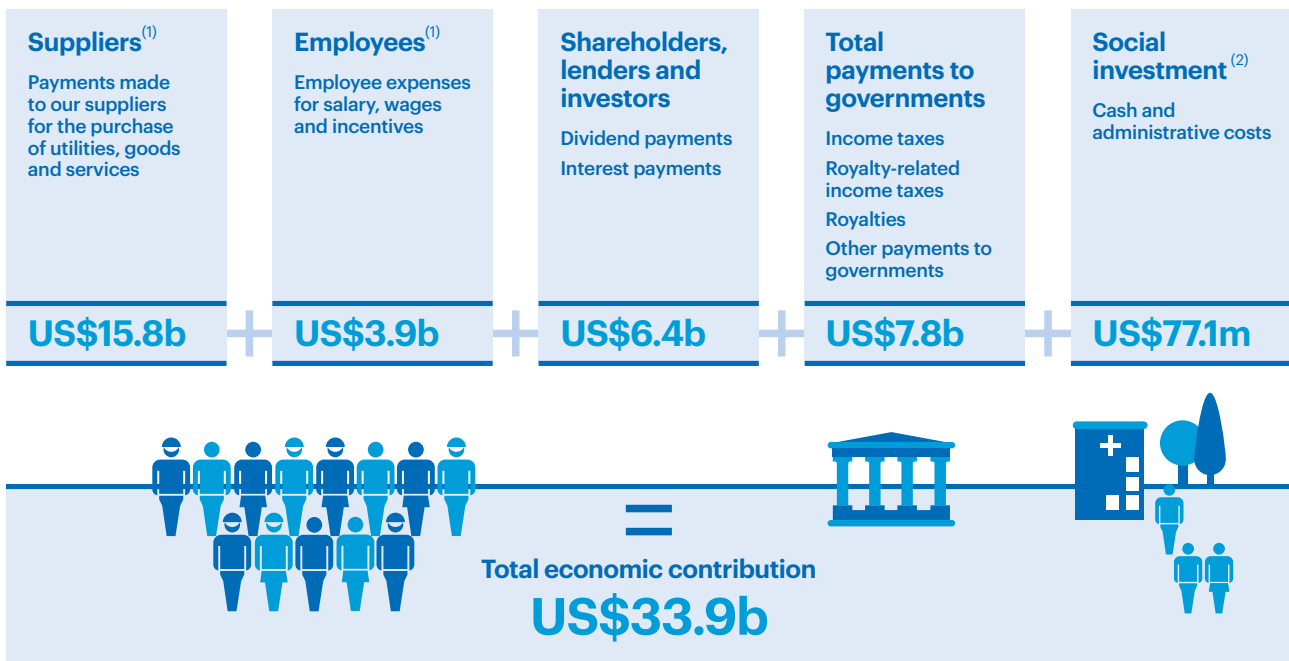 Suppliers(1)
Payments made
to our suppliers
for the purchase
of utilities, goods
and services
US$15.8b
+
Employees(1)
Employee expenses
for salary, wages
and incentives
US$3.9b
+
Shareholders,
lenders and
investors
Dividend payments
Interest payments
US$6.4b
+
Total
payments to
governments
Income taxes
Royalty-related
income taxes
Royalties
Other payments to
governments
US$7.8b
+
Social
investment (2)
Cash and
administrative costs
US$77.1m
=
Total economic contribution
US$33.9b